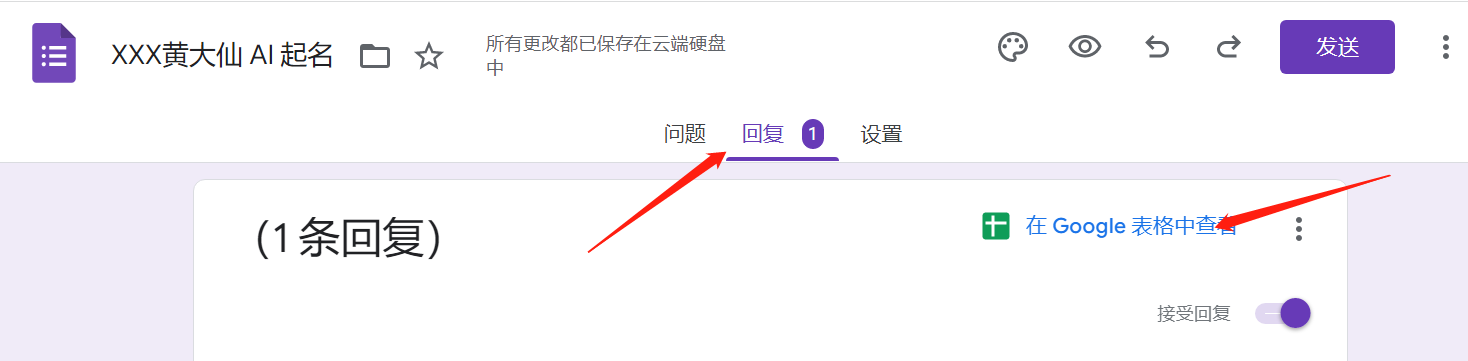 XXX黄大仙 AI 起名
所有更改都已保存在云端硬盘
中
发送
问题
回复 1
设置
(1 条回复)
在 Google 表格中查看
接受回复